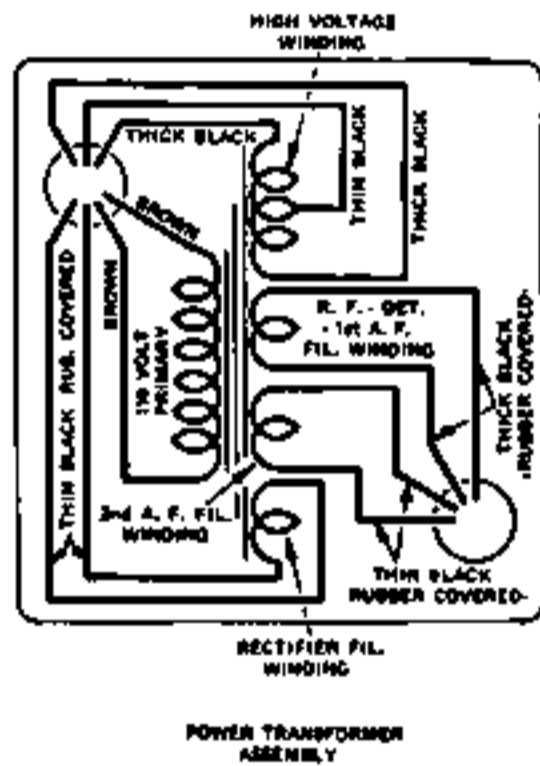 HIGH VOLTAGE
WINDING
THICK BLACK
THIN BLACK
THICK BLACK
BROWN
BROWN
THIN BLACK RUB. COVERED
110 VOLT
PRIMARY
R. F. - DET.
- 1st A. F.
FIL. WINDING
THICK BLACK
RUBBER COVERED-
2nd A. F. FIL.
WINDING
THIN BLACK
RUBBER COVERED-
RECTIFIER FIL.
WINDING
POWER TRANSFORMER
ASSEMBLY